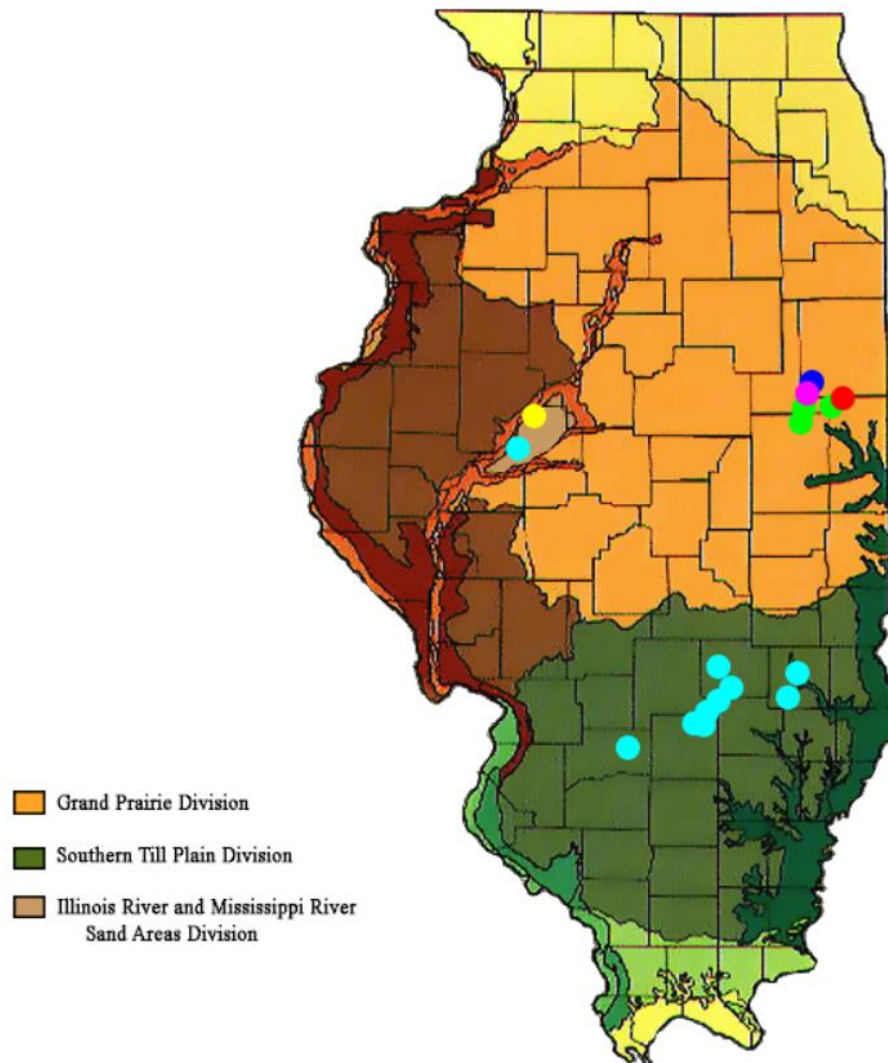 Grand Prairie Division
Southern Till Plain Division
Illinois River and Mississippi River
Sand Areas Division